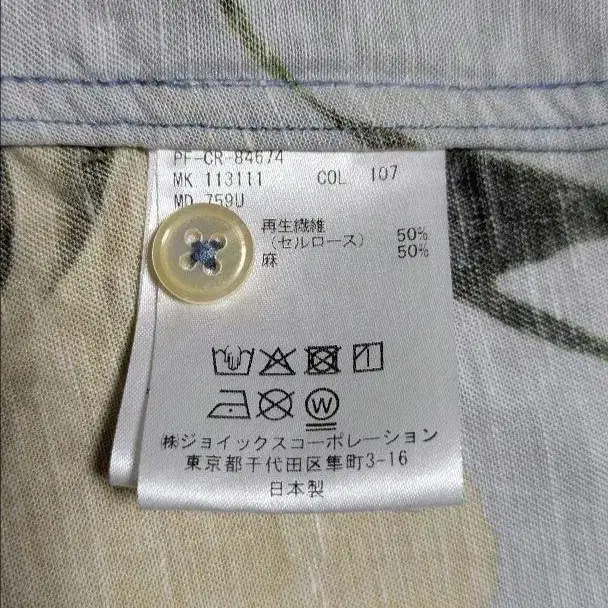 PF-CR-84674
MK 113111 COL 107
MD 759U
再生繊維
(セルロース) 50%
麻 50%
W
㈱ジョイックスコーポレーション
東京都千代田区隼町3-16
日本製